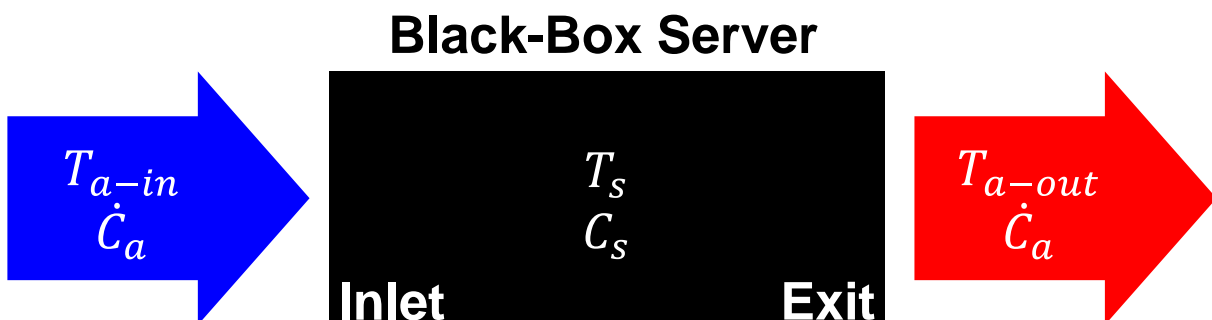 Black-Box Server
T_{a-in}
Ċ_a
T_s
C_s
T_{a-out}
Ċ_a
Inlet
Exit